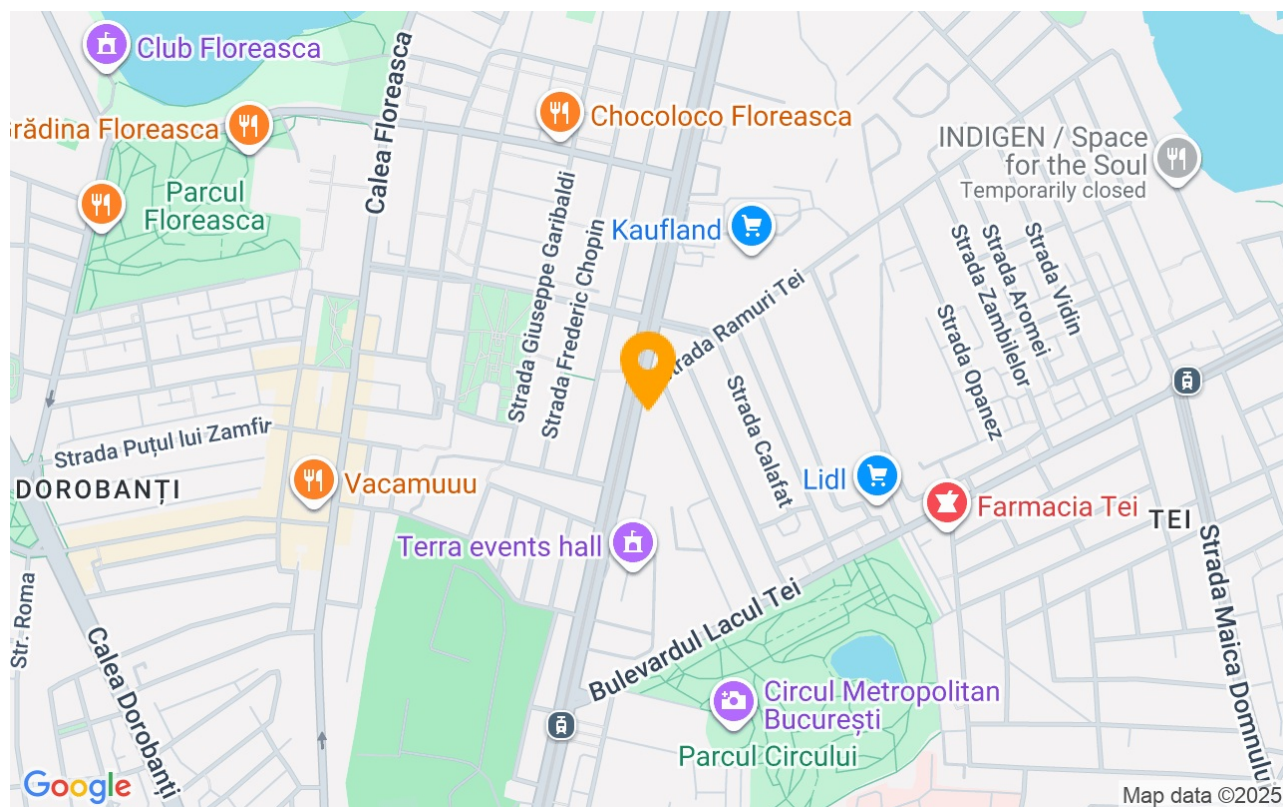 Club Floreasca
Calea Floreasca
Chocoloco Floreasca
Grădina Floreasca
INDIGEN / Space
for the Soul
Temporarily closed
Parcul
Floreasca
Kaufland
Strada Giuseppe Garibaldi
Strada Frederic Chopin
Strada Ramuri Tei
Strada Vidin
Strada Aromei
Strada Zambilelor
Strada Opanez
Strada Calafat
Strada Puțul lui Zamfir
DOROBANȚI
Vacamuuu
Lidl
Farmacia Tei
TEI
Terra events hall
Strada Maica Domnului
Str. Roma
Calea Dorobanți
Bulevardul Lacul Tei
Circul Metropolitan
București
Parcul Circului
Google
Map data ©2025